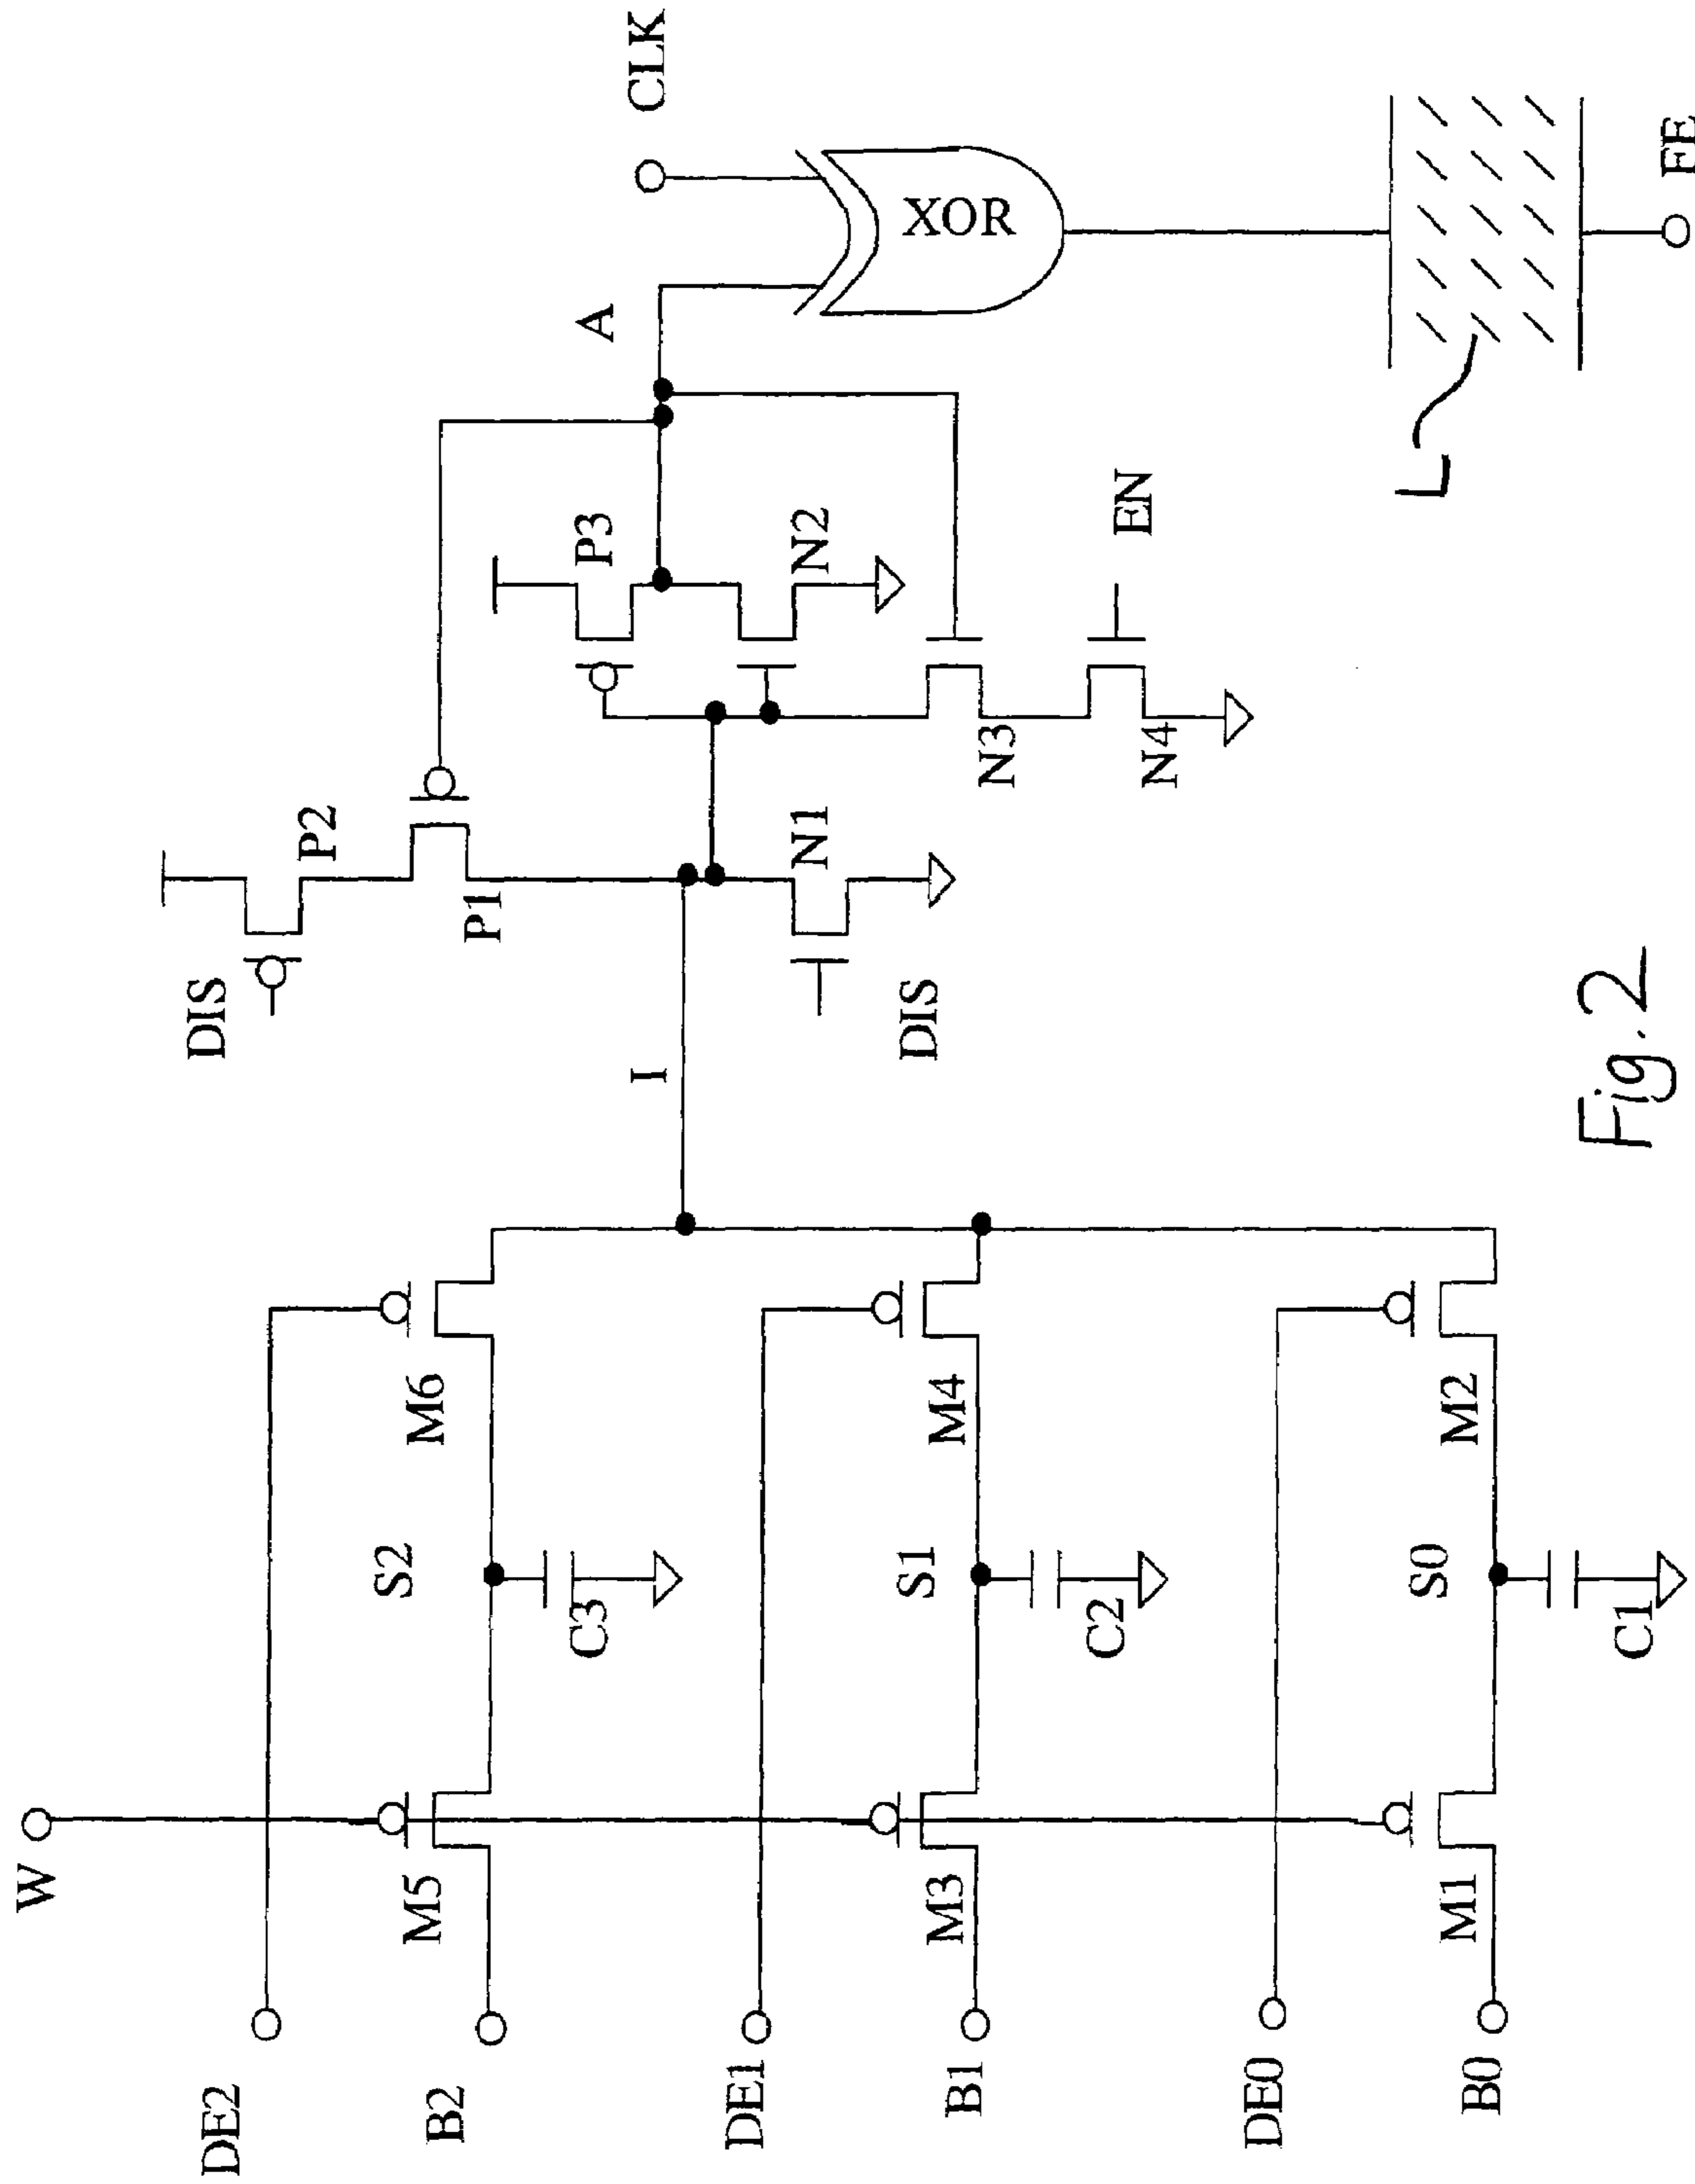 W
DIS
DE2
P2
S2
M5
M6
B2
P1
C3
P3
A
CLK
I
DE1
N1
N2
S1
DIS
M3
M4
B1
XOR
N3
C2
EN
N4
DE0
S0
L
M1
M2
B0
Fig. 2
C1
EE